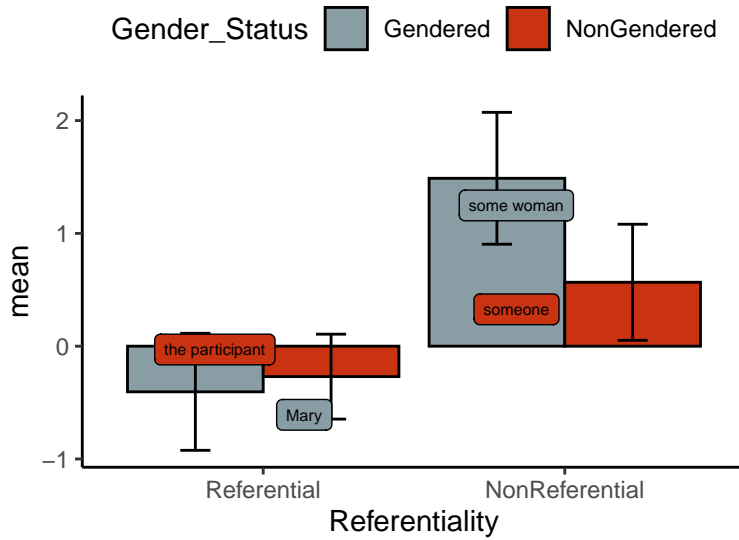 Gender_Status Gendered NonGendered
mean
2
1
0
−1
some woman
someone
the participant
Mary
Referential NonReferential
Referentiality